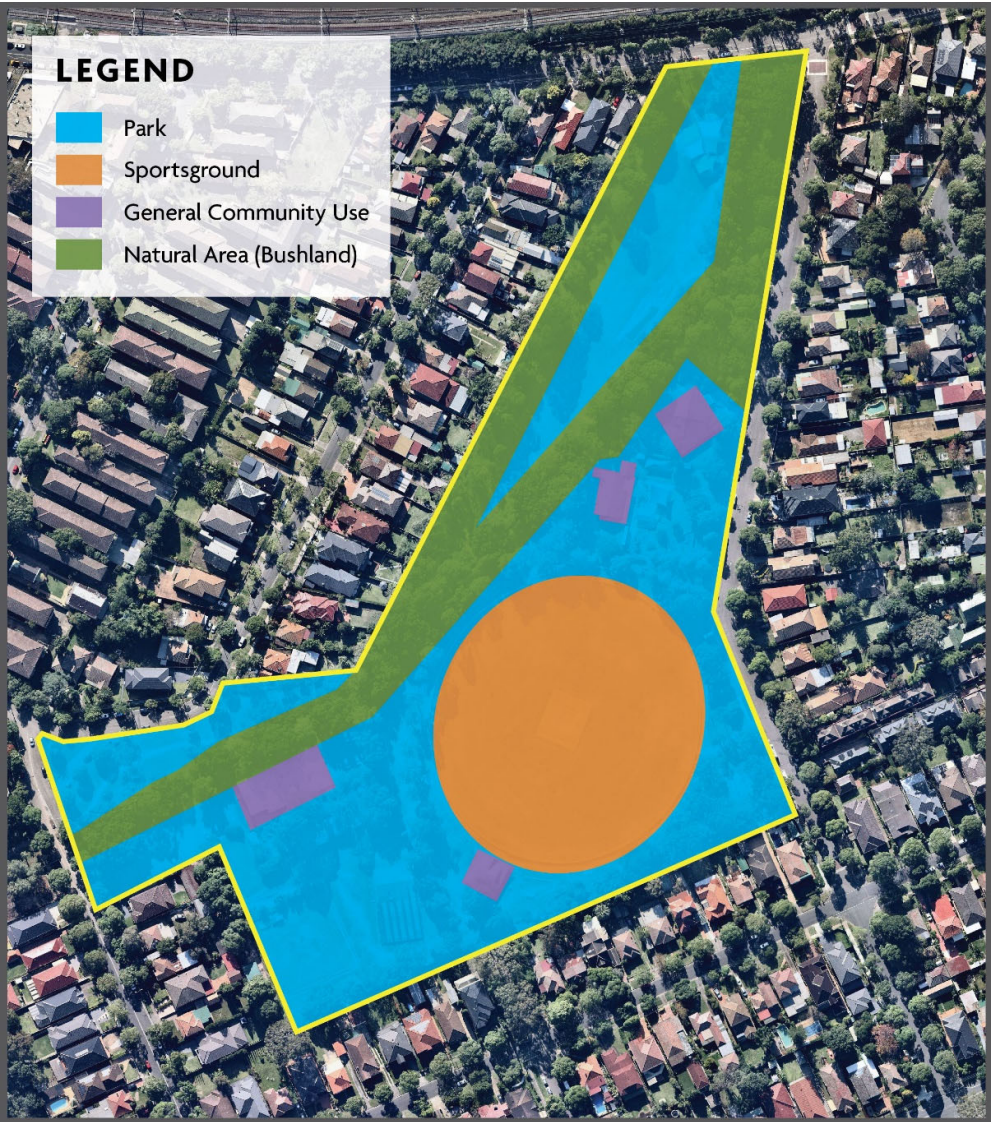 LEGEND
Park
Sportsground
General Community Use
Natural Area (Bushland)